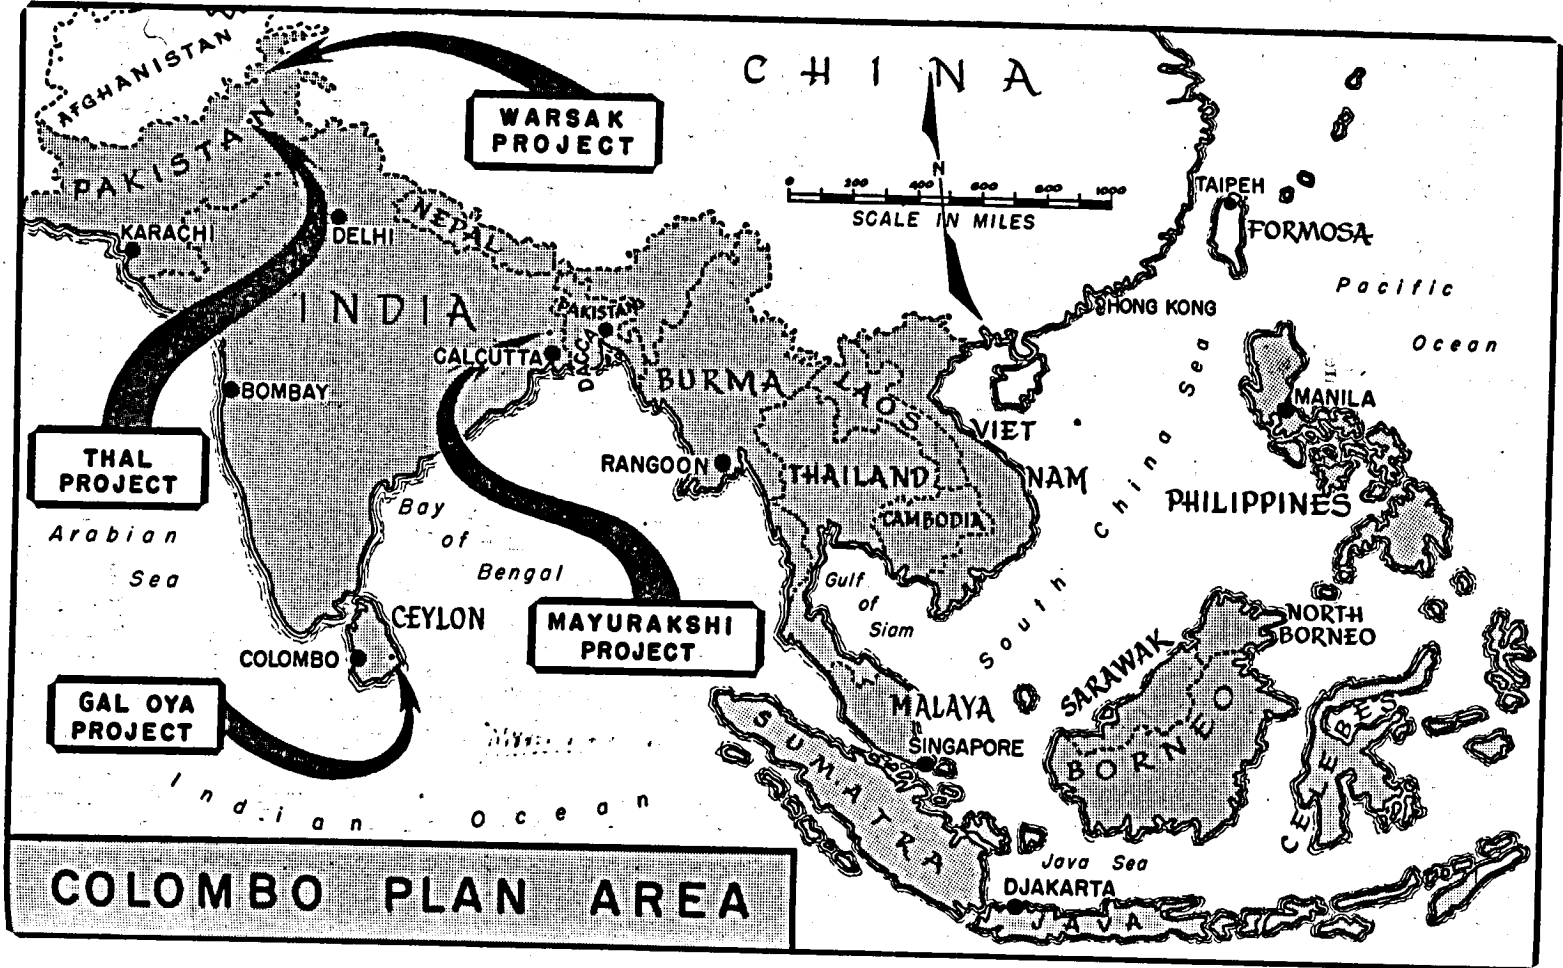 AFGHANISTAN
CHINA
WARSAK
PROJECT
PAKISTAN
N
0 200 400 600 800 1000
SCALE IN MILES
TAIPEH
FORMOSA
KARACHI
DELHI
NEPAL
Pacific
Ocean
INDIA
PAKISTAN
HONG KONG
CALCUTTA
DACCA
BURMA
LAOS
BOMBAY
MANILA
VIET
NAM
THAL
PROJECT
RANGOON
THAILAND
PHILIPPINES
CAMBODIA
South China Sea
Arabian
Sea
Bay
of
Bengal
Gulf
of
Siam
CEYLON
MAYURAKSHI
PROJECT
NORTH
BORNEO
COLOMBO
SARAWAK
GAL OYA
PROJECT
MALAYA
SINGAPORE
SUMATRA
BORNEO
CELEBES
Indian Ocean
Java Sea
DJAKARTA
JAVA
COLOMBO PLAN AREA